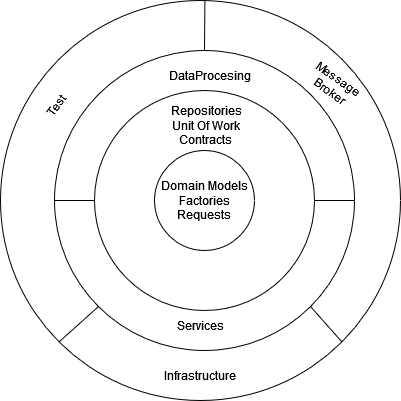 DataProcesing
Message
Broker
Test
Repositories
Unit Of Work
Contracts
Domain Models
Factories
Requests
Services
Infrastructure